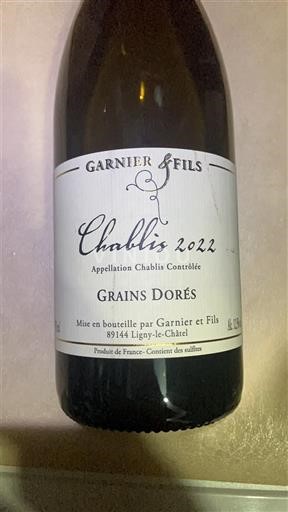 GARNIER & FILS
Chablis 2022
Appellation Chablis Contrôlée
GRAINS DORÉS
Mise en bouteille par Garnier et Fils
89144 Ligny-le-Châtel
Produit de France - Contient des sulfites